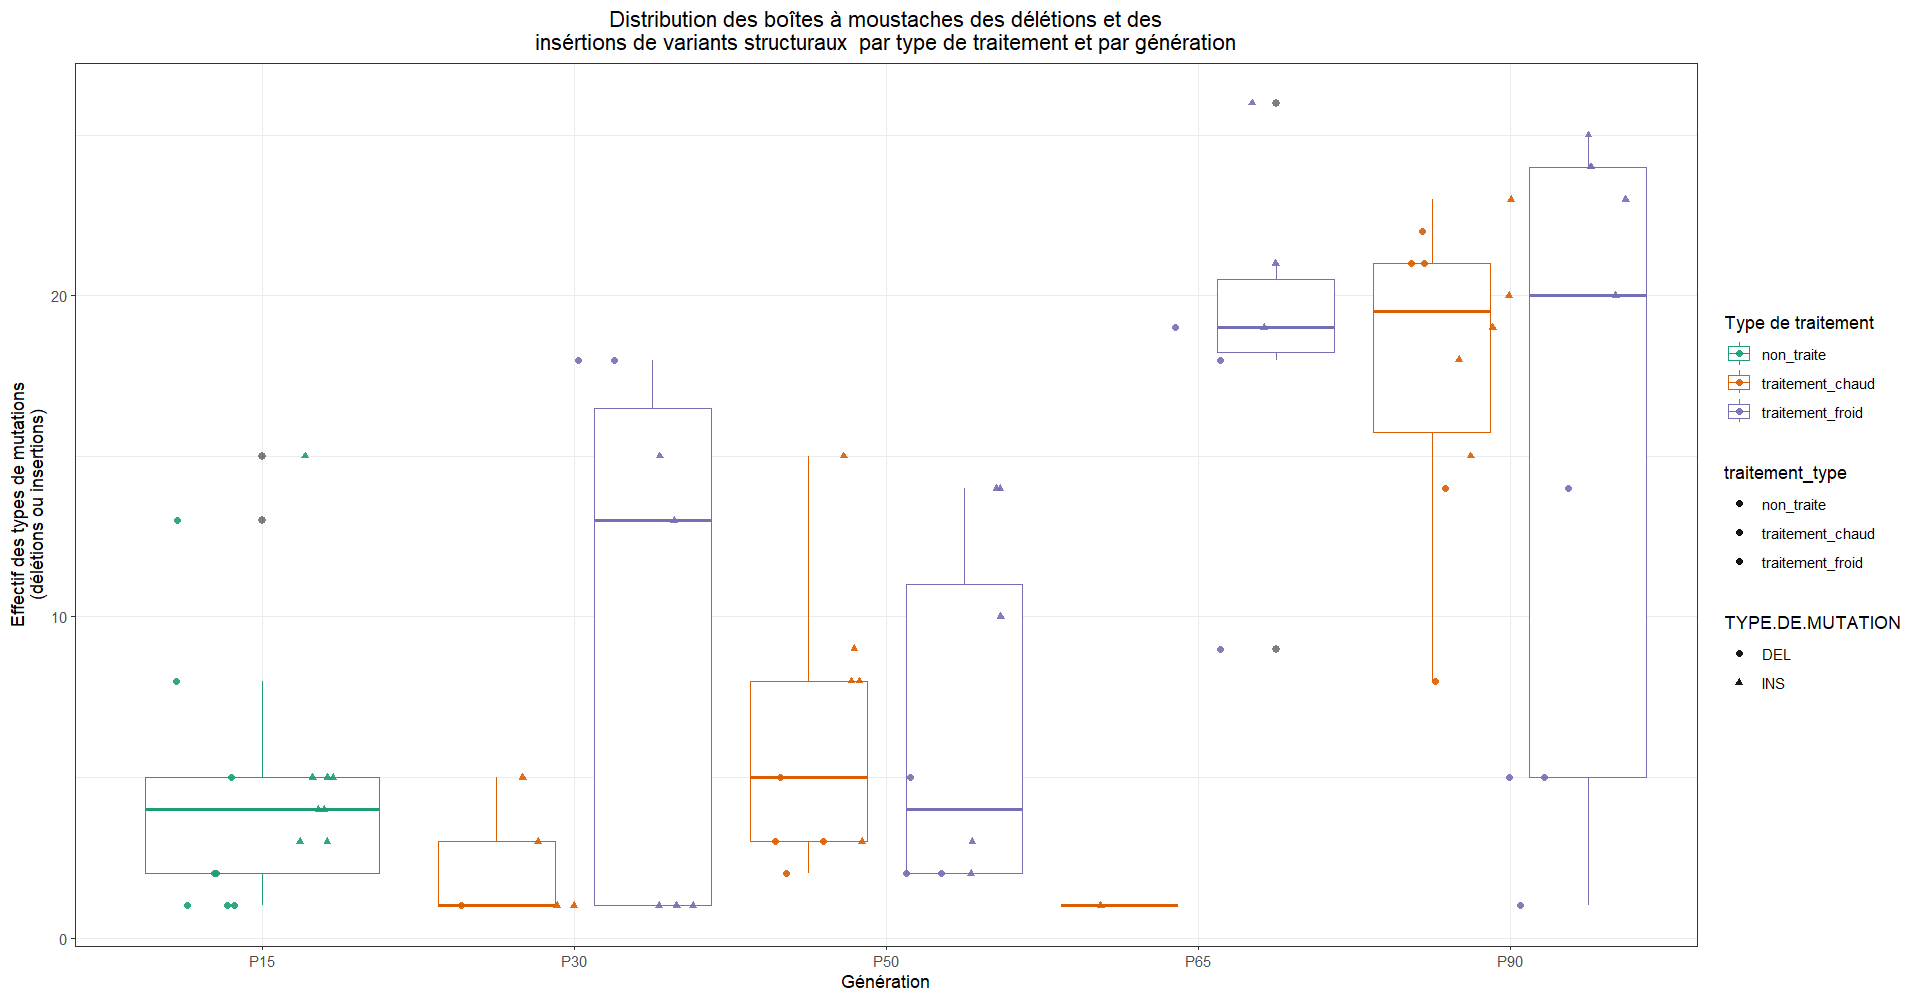 Distribution des boîtes à moustaches des délétions et des
insértions de variants structuraux  par type de traitement et par génération
Effectif des types de mutations
(délétions ou insertions)
20
10
0
P15
P30
P50
P65
P90
Génération
Type de traitement
non_traite
traitement_chaud
traitement_froid
traitement_type
non_traite
traitement_chaud
traitement_froid
TYPE.DE.MUTATION
DEL
INS